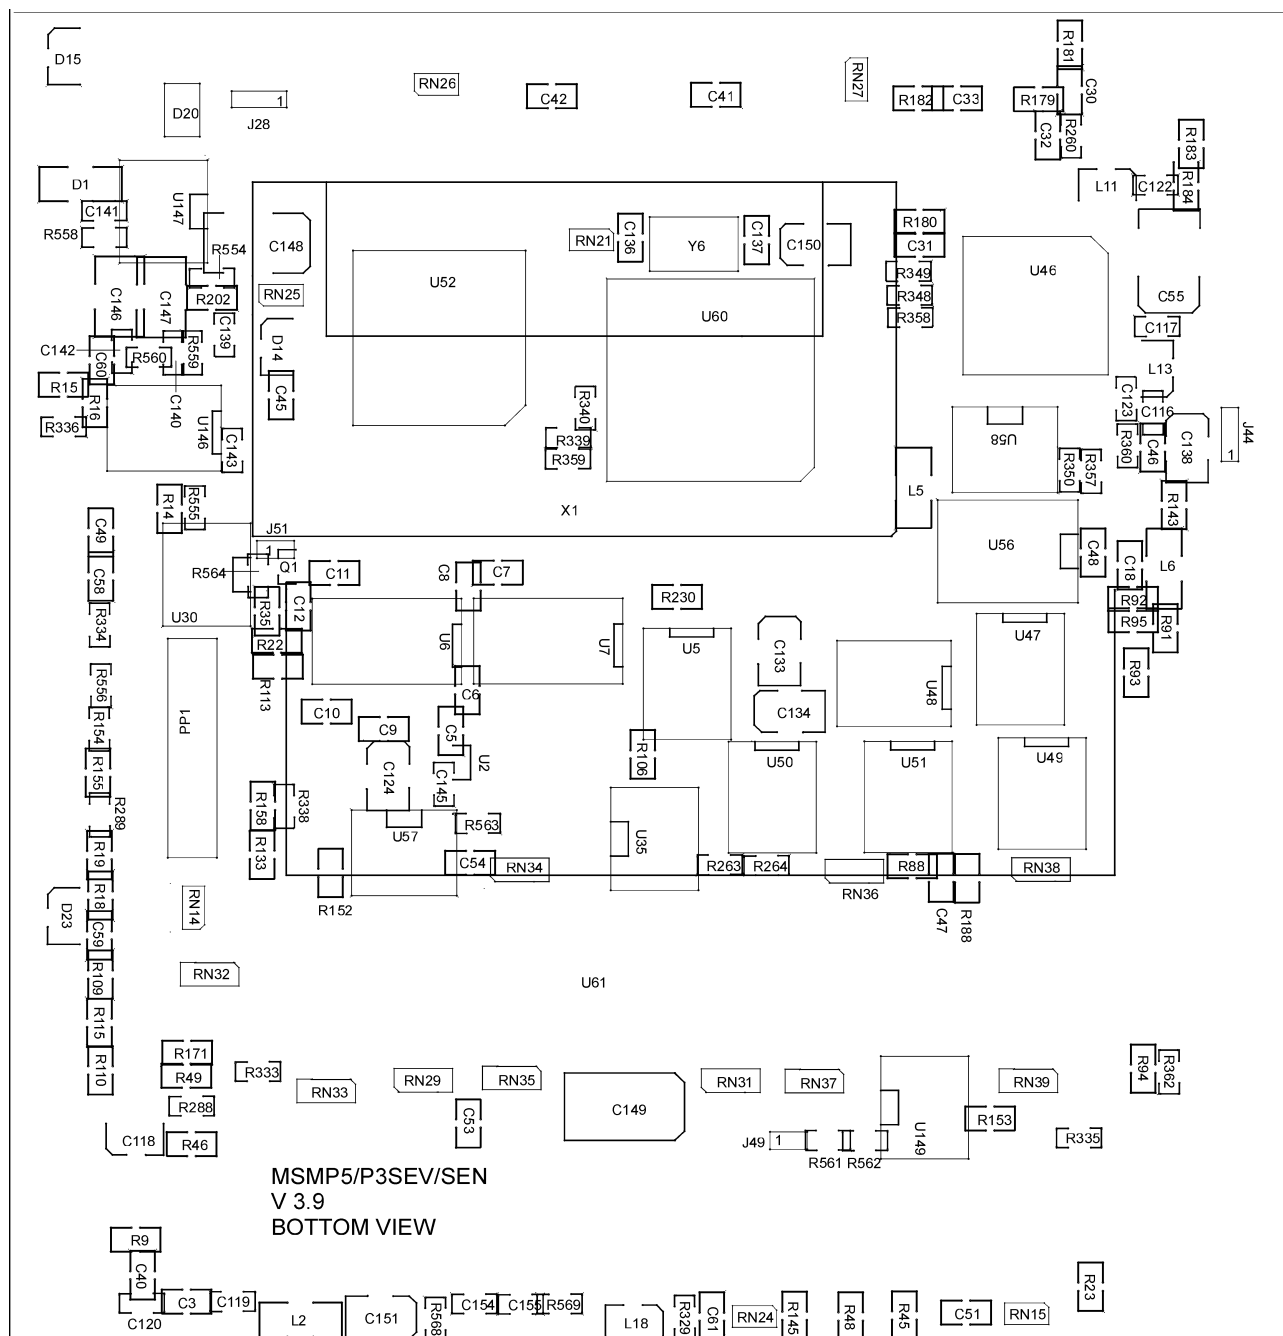 D15
R181
RN26
RN27
C42
C41
R182
C33
R179
C30
D20
1
J28
C32
R260
R183
D1
L11
C122
R184
C141
U147
R558
R554
C148
RN21
C136
Y6
C137
C150
R180
C31
U46
R349
U52
R348
R358
C55
C146
C147
R202
RN25
U60
C117
C139
D14
C142
C60
R560
R559
L13
R15
R16
C140
C45
R340
C123
C116
J44
R336
U146
C143
R339
R359
U58
R350
R357
R360
C46
C138
1
L5
R14
R555
X1
R143
C49
J51
1
U56
C48
C18
L6
R564
Q1
C11
C8
C7
C58
R92
R334
U30
R35
C12
R230
R95
R91
R22
U6
U7
U5
C133
U48
U47
R93
R556
R113
C6
PP1
C10
C9
C5
C134
R154
R155
C124
C145
U2
R106
U50
U51
U49
R289
R158
R338
U57
R563
U35
R19
R133
C54
RN34
R263
R264
RN36
R88
RN38
R18
RN14
R152
C47
R188
D23
C59
RN32
U61
R109
R115
R110
R171
R49
R333
RN33
RN29
RN35
RN31
RN37
RN39
R94
R362
R288
C149
C53
R153
C118
R46
J49
1
R561
R562
U149
R335
MSMP5/P3SEV/SEN
V 3.9
BOTTOM VIEW
R9
C40
R23
C3
C119
C120
L2
C151
R568
C154
C155
R569
L18
R329
C61
RN24
R145
R48
R45
C51
RN15